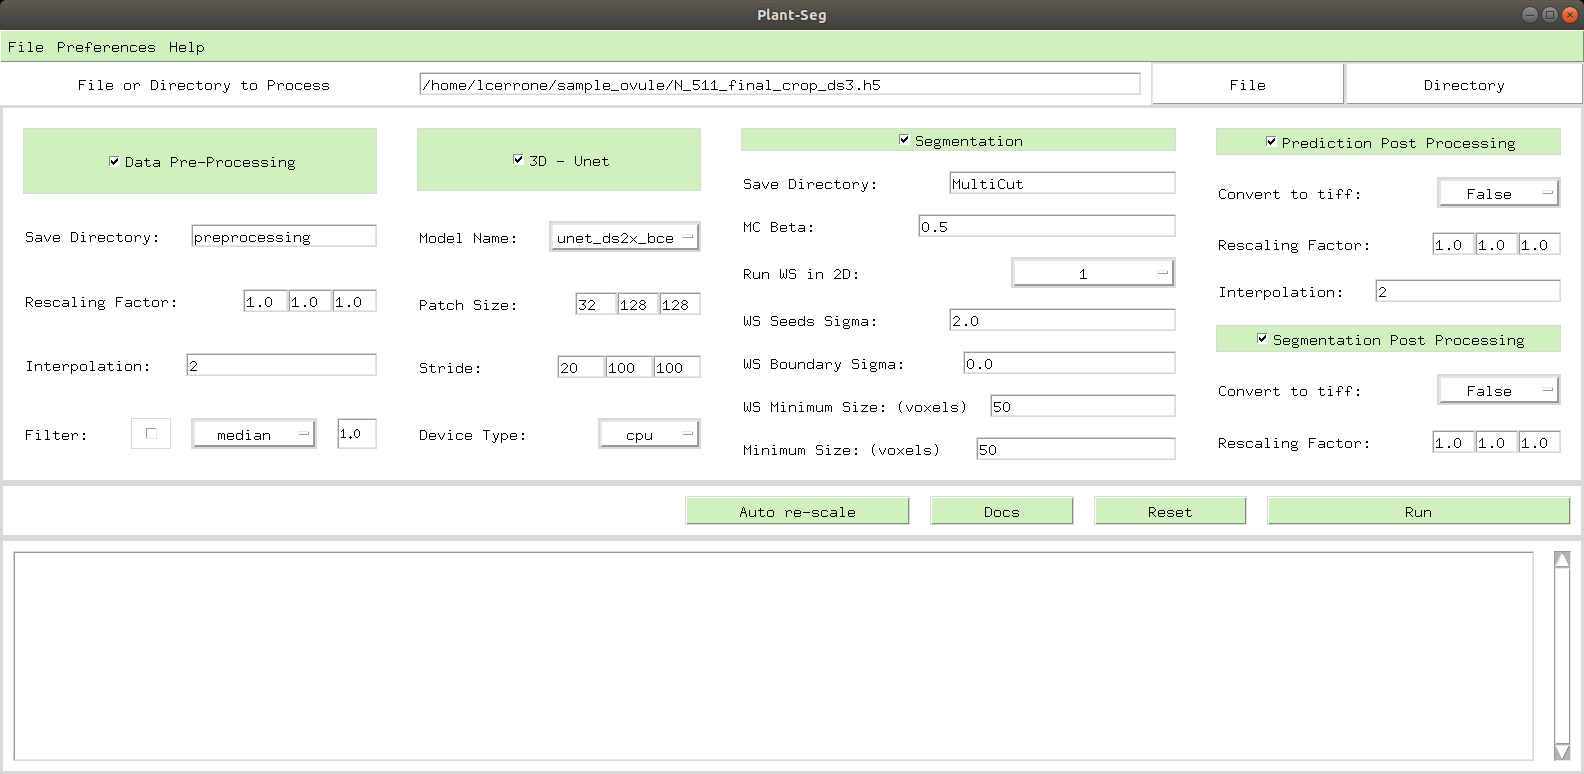 Plant-Seg
File Preferences Help
File or Directory to Process /home/lcerrone/sample_ovule/N_511_final_crop_ds3.h5 File Directory
Data Pre-Processing
Save Directory: preprocessing
Rescaling Factor: 1.0 1.0 1.0
Interpolation: 2
Filter: median 1.0
3D - Unet
Model Name: unet_ds2x_bce
Patch Size: 32 128 128
Stride: 20 100 100
Device Type: cpu
Segmentation
Save Directory: MultiCut
MC Beta: 0.5
Run WS in 2D: 1
WS Seeds Sigma: 2.0
WS Boundary Sigma: 0.0
WS Minimum Size: (voxels) 50
Minimum Size: (voxels) 50
Prediction Post Processing
Convert to tiff: False
Rescaling Factor: 1.0 1.0 1.0
Interpolation: 2
Segmentation Post Processing
Convert to tiff: False
Rescaling Factor: 1.0 1.0 1.0
Auto re-scale Docs Reset Run